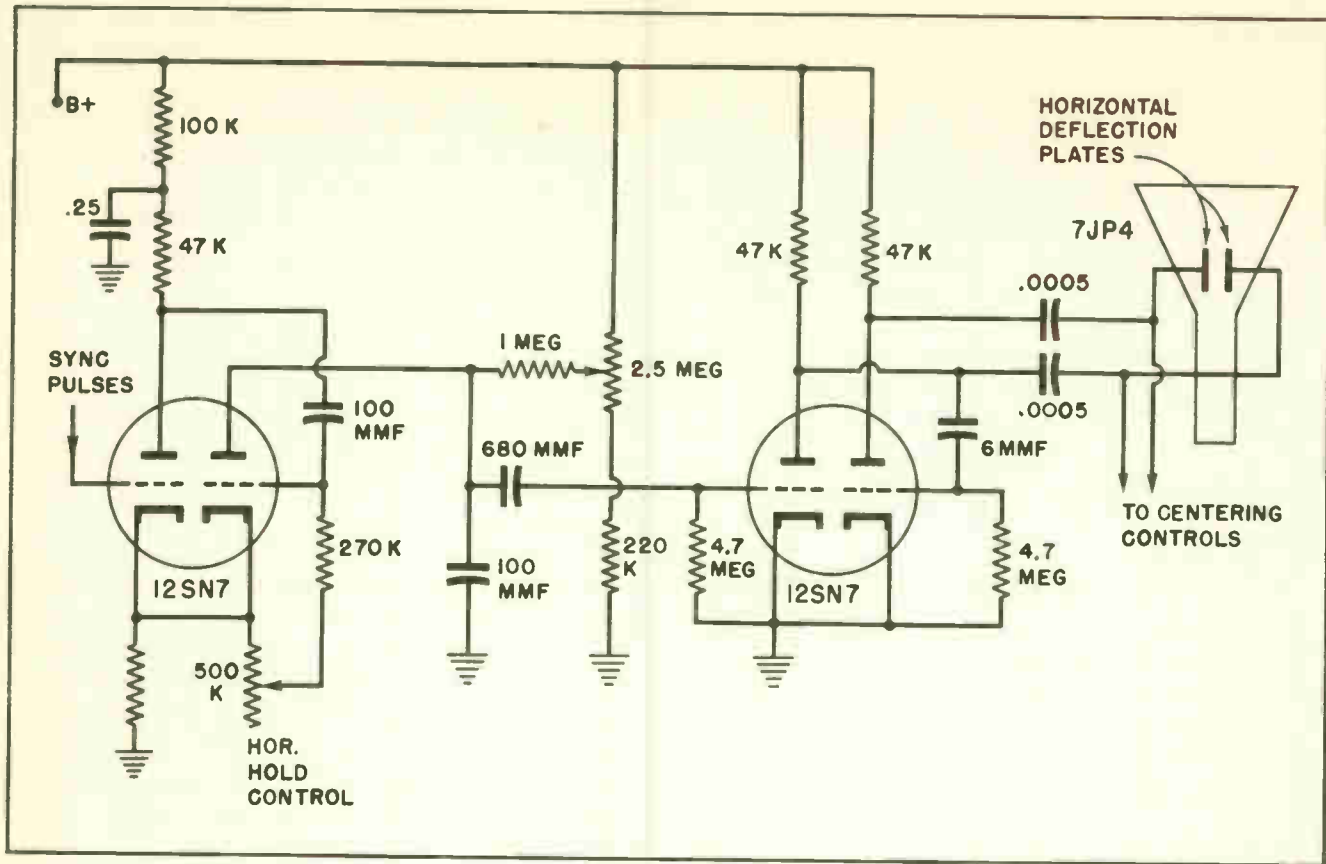 B+
100 K
.25
47 K
SYNC
PULSES
100
MMF
270 K
12SN7
500
K
HOR.
HOLD
CONTROL
1 MEG
2.5 MEG
680 MMF
100
MMF
220
K
4.7
MEG
47 K
47 K
12SN7
6 MMF
4.7
MEG
.0005
.0005
HORIZONTAL
DEFLECTION
PLATES
7JP4
TO CENTERING
CONTROLS